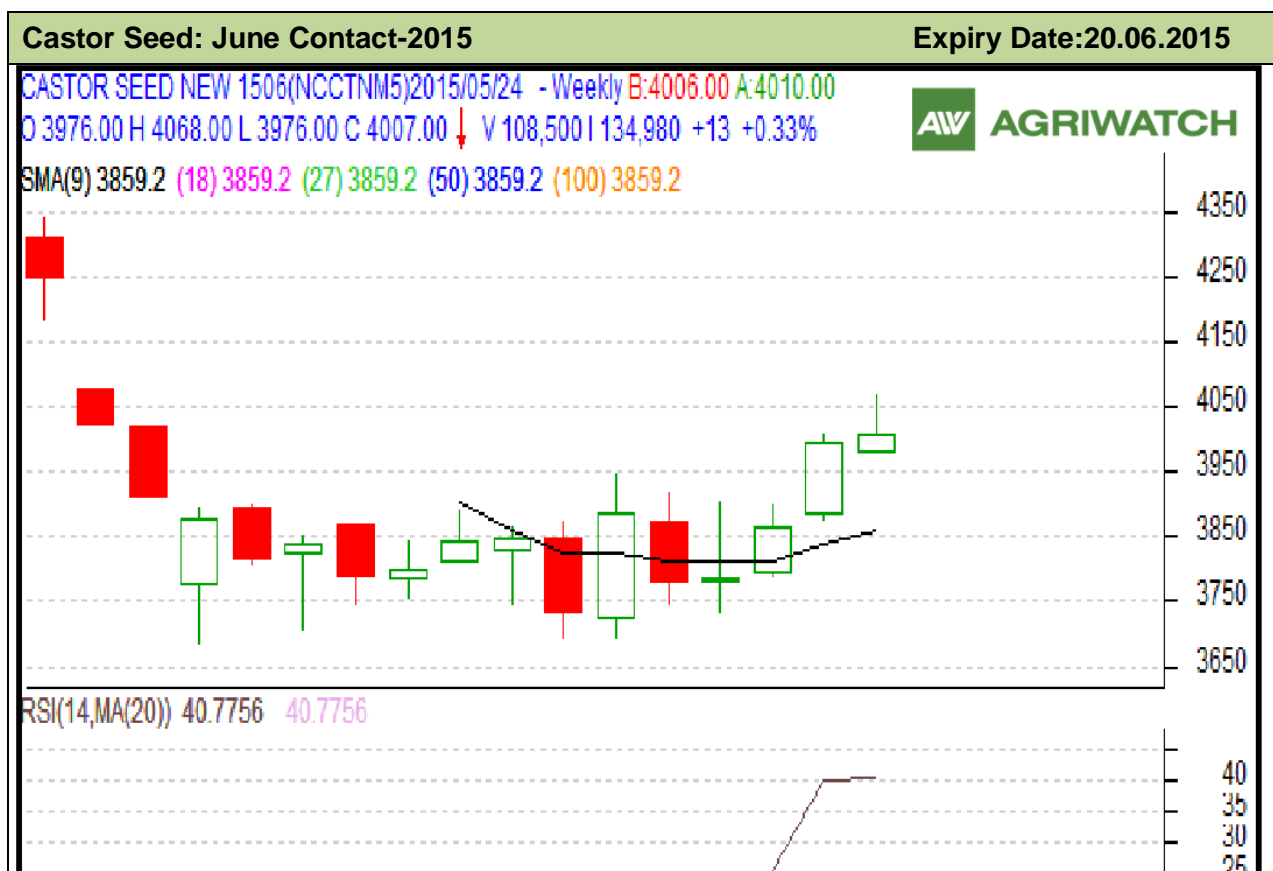 Castor Seed: June Contact-2015 Expiry Date:20.06.2015
CASTOR SEED NEW 1506(NCCTNM5)2015/05/24 - Weekly B:4006.00 A:4010.00
O 3976.00 H 4068.00 L 3976.00 C 4007.00 ↓ V 108,500 I 134,980 +13 +0.33%
AW AGRIWATCH
SMA(9) 3859.2 (18) 3859.2 (27) 3859.2 (50) 3859.2 (100) 3859.2
4350
4250
4150
4050
3950
3850
3750
3650
RSI(14,MA(20)) 40.7756 40.7756
40
35
30
25